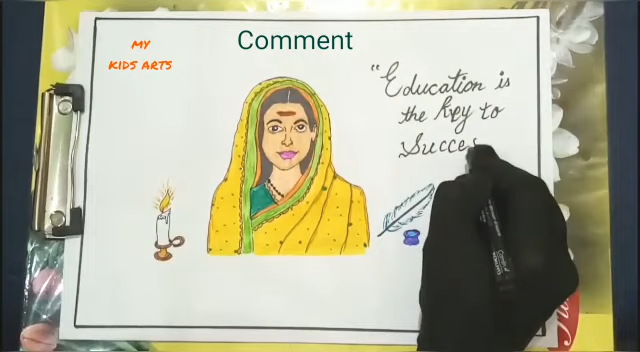 MY
KIDS ARTS
Comment
"Education is
the key to
Succes